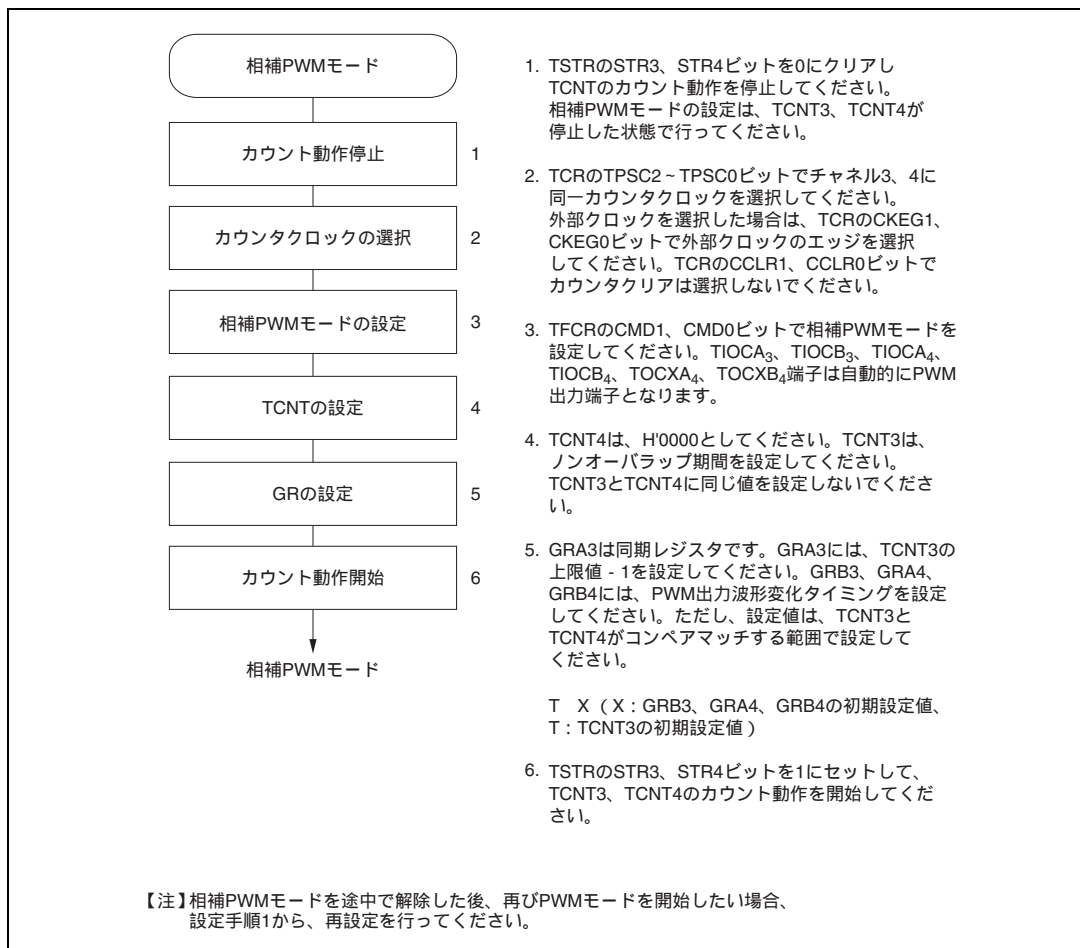 相補PWMモード
カウント動作停止 1
カウンタクロックの選択 2
相補PWMモードの設定 3
TCNTの設定 4
GRの設定 5
カウント動作開始 6
相補PWMモード
1. TSTRのSTR3、STR4ビットを0にクリアし
TCNTのカウント動作を停止してください。
相補PWMモードの設定は、TCNT3、TCNT4が
停止した状態で行ってください。
2. TCRのTPSC2~TPSC0ビットでチャネル3、4に
同一カウンタクロックを選択してください。
外部クロックを選択した場合は、TCRのCKEG1、
CKEG0ビットで外部クロックのエッジを選択
してください。TCRのCCLR1、CCLR0ビットで
カウンタクリアは選択しないでください。
3. TFCRのCMD1、CMD0ビットで相補PWMモードを
設定してください。TIOCA3、TIOCB3、TIOCA4、
TIOCB4、TOCXA4、TOCXB4端子は自動的にPWM
出力端子となります。
4. TCNT4は、H'0000としてください。TCNT3は、
ノンオーバラップ期間を設定してください。
TCNT3とTCNT4に同じ値を設定しないでくださ
い。
5. GRA3は同期レジスタです。GRA3には、TCNT3の
上限値 - 1を設定してください。GRB3、GRA4、
GRB4には、PWM出力波形変化タイミングを設定
してください。ただし、設定値は、TCNT3と
TCNT4がコンペアマッチする範囲で設定して
ください。
T X(X:GRB3、GRA4、GRB4の初期設定値、
T:TCNT3の初期設定値)
6. TSTRのSTR3、STR4ビットを1にセットして、
TCNT3、TCNT4のカウント動作を開始してくだ
さい。
【注】相補PWMモードを途中で解除した後、再びPWMモードを開始したい場合、
設定手順1から、再設定を行ってください。